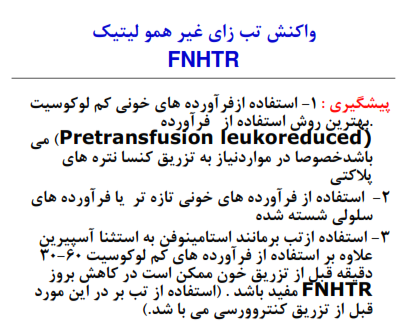 واکنش تب زای غیر همو لیتیک
FNHTR
پیشگیری : ۱- استفاده ازفرآورده های خونی کم لوکوسیت
.بهترین روش استفاده از فرآورده
(Pretransfusion leukoreduced) می
باشدخصوصا در مواردنیاز به تزریق کنسا نتره های
پلاکتی
۲- استفاده از فرآورده های خونی تازه تر یا فرآورده های
سلولی شسته شده
۳- استفاده ازتب برمانند استامینوفن به استثنا آسپیرین
علاوه بر استفاده از فرآورده های کم لوکوسیت ۶۰-۳۰
دقیقه قبل از تزریق خون ممکن است در کاهش بروز
FNHTR مفید باشد . (استفاده از تب بر در این مورد
قبل از تزریق کنتروورسی می با شد.)